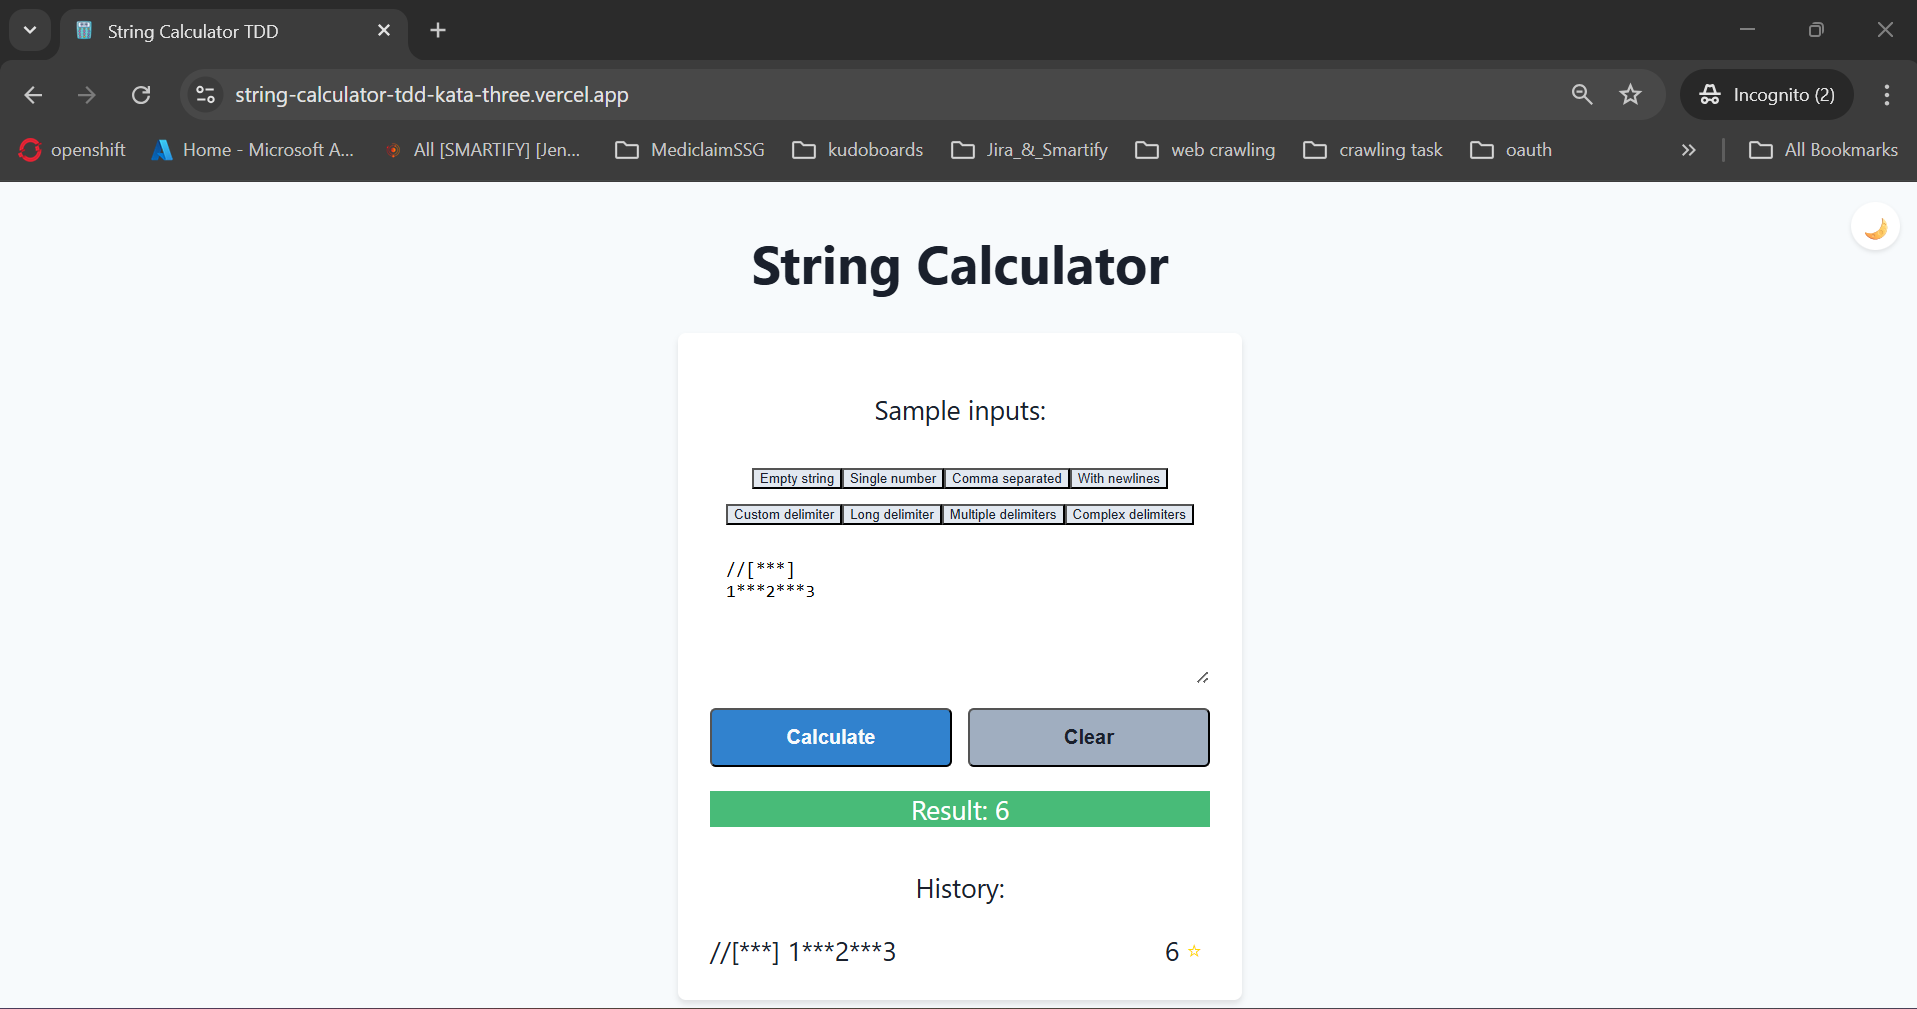 String Calculator TDD
string-calculator-tdd-kata-three.vercel.app
Incognito (2)
openshift
Home - Microsoft A...
All [SMARTIFY] [Jen...
MediclaimSSG
kudoboards
Jira_&_Smartify
web crawling
crawling task
oauth
All Bookmarks
String Calculator
Sample inputs:
Empty string Single number Comma separated With newlines
Custom delimiter Long delimiter Multiple delimiters Complex delimiters
//[***]
1***2***3
Calculate Clear
Result: 6
History:
//[***] 1***2***3 6